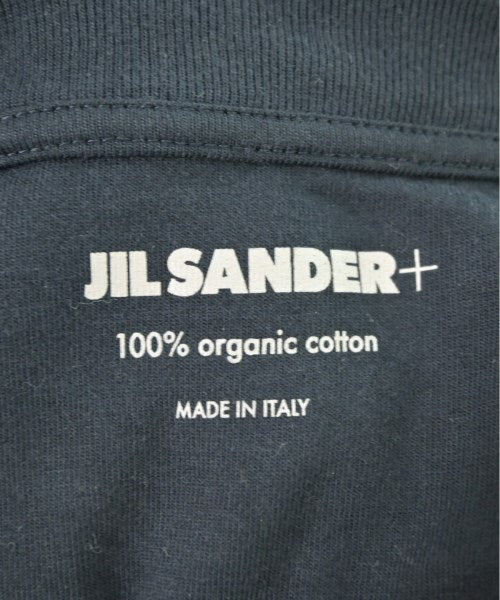 JIL SANDER+
100% organic cotton
MADE IN ITALY